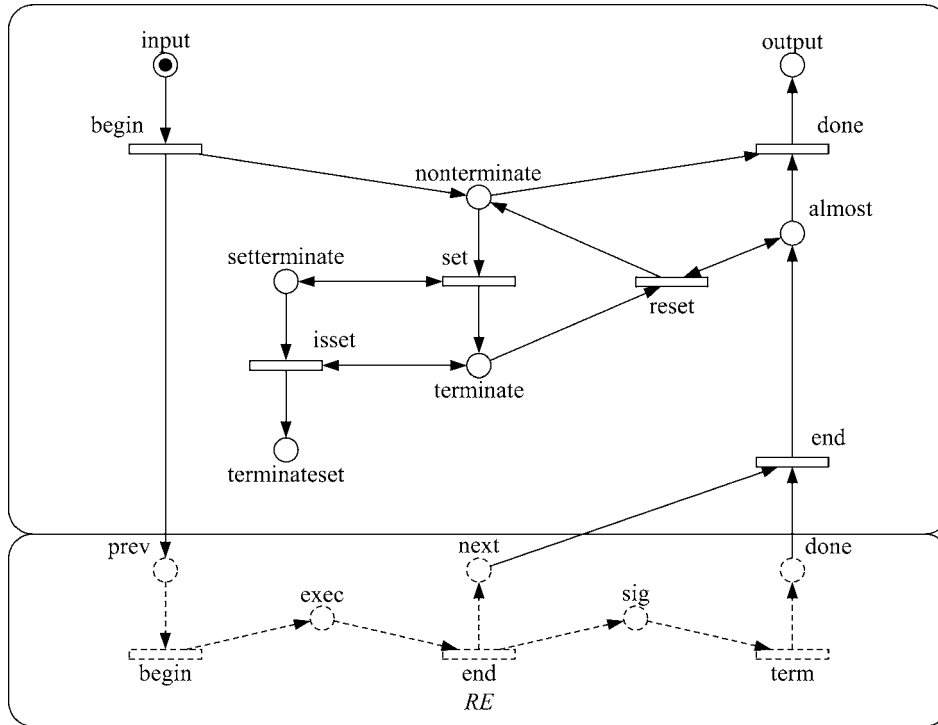 input
output
begin
done
nonterminate
almost
setterminate
set
reset
isset
terminate
terminateset
end
prev
next
done
exec
sig
begin
end
term
RE